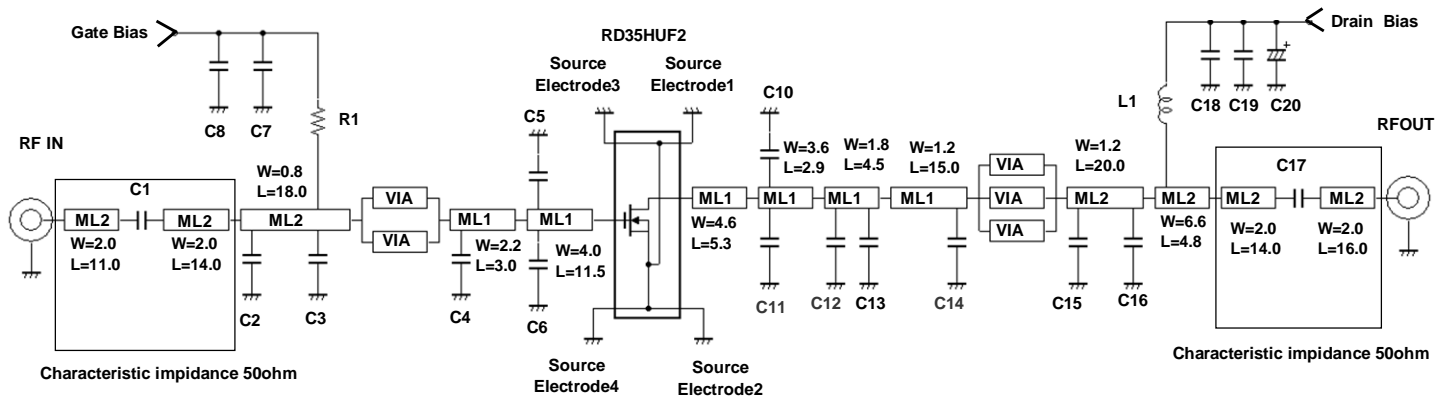 Gate Bias
C8
C7
R1
RD35HUF2
Source
Electrode3
Source
Electrode1
C10
C5
Drain Bias
L1
C18
C19
+
C20
RF IN
C1
W=0.8
L=18.0
W=3.6
L=2.9
W=1.8
L=4.5
W=1.2
L=15.0
W=1.2
L=20.0
C17
RFOUT
ML2
ML2
ML2
VIA
VIA
ML1
ML1
ML1
ML1
ML1
ML1
VIA
VIA
VIA
ML2
ML2
ML2
ML2
W=2.0
L=11.0
W=2.0
L=14.0
W=2.2
L=3.0
W=4.0
L=11.5
W=4.6
L=5.3
W=6.6
L=4.8
W=2.0
L=14.0
W=2.0
L=16.0
C2
C3
C4
C6
C11
C12
C13
C14
C15
C16
Source
Electrode4
Source
Electrode2
Characteristic impidance 50ohm
Characteristic impidance 50ohm